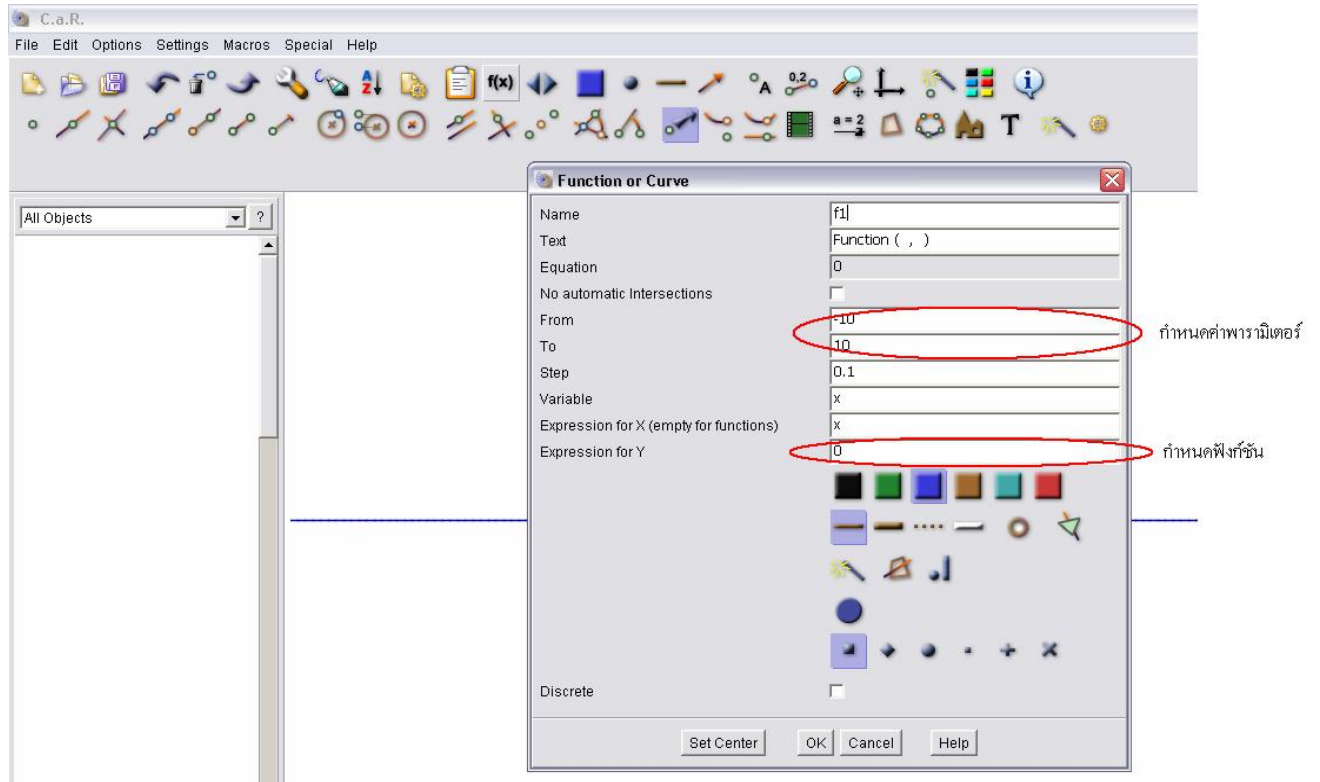 C.a.R.
File Edit Options Settings Macros Special Help
f(x) A 0,2
a = 2 T
Function or Curve
All Objects ?
Name f1
Text Function ( , )
Equation 0
No automatic Intersections
From -10
กำหนดค่าพารามิเตอร์
To 10
Step 0.1
Variable x
Expression for X (empty for functions) x
Expression for Y 0 กำหนดฟังก์ชัน
Discrete
Set Center OK Cancel Help